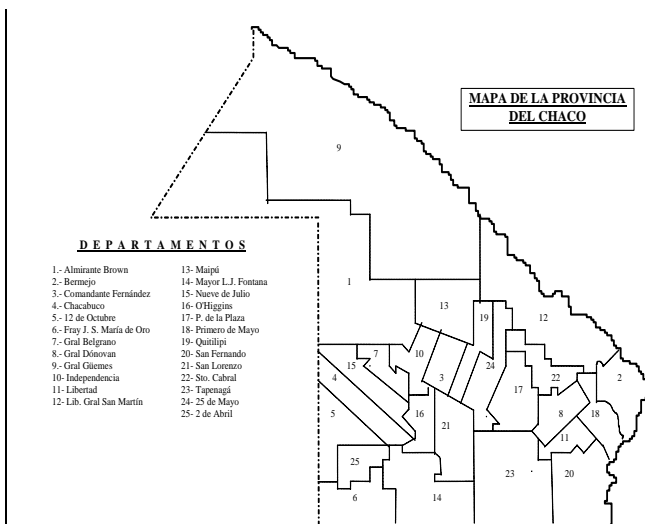 MAPA DE LA PROVINCIA
DEL CHACO
D E P A R T A M E N T O S
1.- Almirante Brown
2.- Bermejo
3.- Comandante Fernández
4.- Chacabuco
5.- 12 de Octubre
6.- Fray J. S. María de Oro
7.- Gral Belgrano
8.- Gral Dónovan
9.- Gral Güemes
10- Independencia
11- Libertad
12- Lib. Gral San Martín
13- Maipú
14- Mayor L.J. Fontana
15- Nueve de Julio
16- O'Higgins
17- P. de la Plaza
18- Primero de Mayo
19- Quitilipi
20- San Fernando
21- San Lorenzo
22- Sto. Cabral
23- Tapenagá
24- 25 de Mayo
25- 2 de Abril
9
1
13
19
12
15
7
10
3
24
22
2
4
17
5
16
21
8
18
11
25
6
14
23
20